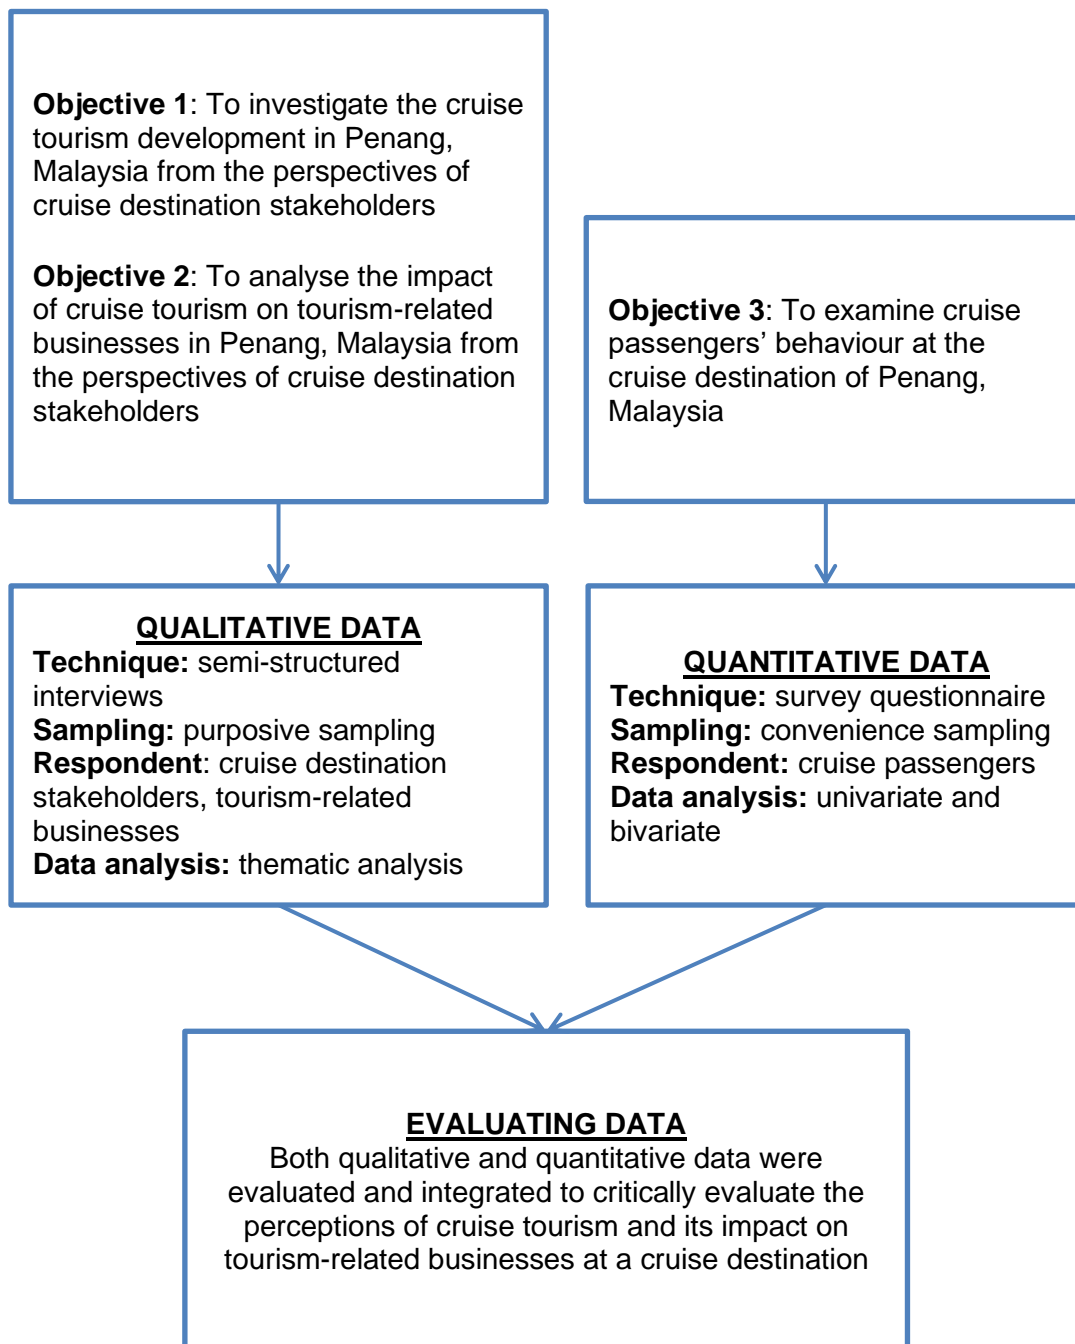 Objective 1: To investigate the cruise
tourism development in Penang,
Malaysia from the perspectives of
cruise destination stakeholders
Objective 2: To analyse the impact
of cruise tourism on tourism-related
businesses in Penang, Malaysia from
the perspectives of cruise destination
stakeholders
Objective 3: To examine cruise
passengers’ behaviour at the
cruise destination of Penang,
Malaysia
QUALITATIVE DATA
Technique: semi-structured
interviews
Sampling: purposive sampling
Respondent: cruise destination
stakeholders, tourism-related
businesses
Data analysis: thematic analysis
QUANTITATIVE DATA
Technique: survey questionnaire
Sampling: convenience sampling
Respondent: cruise passengers
Data analysis: univariate and
bivariate
EVALUATING DATA
Both qualitative and quantitative data were
evaluated and integrated to critically evaluate the
perceptions of cruise tourism and its impact on
tourism-related businesses at a cruise destination